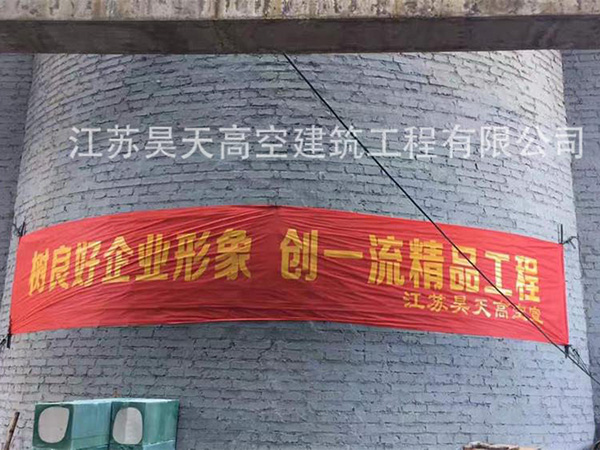 江苏昊天高空建筑工程有限公司
树良好企业形象 创一流精品工程
江苏昊天高空